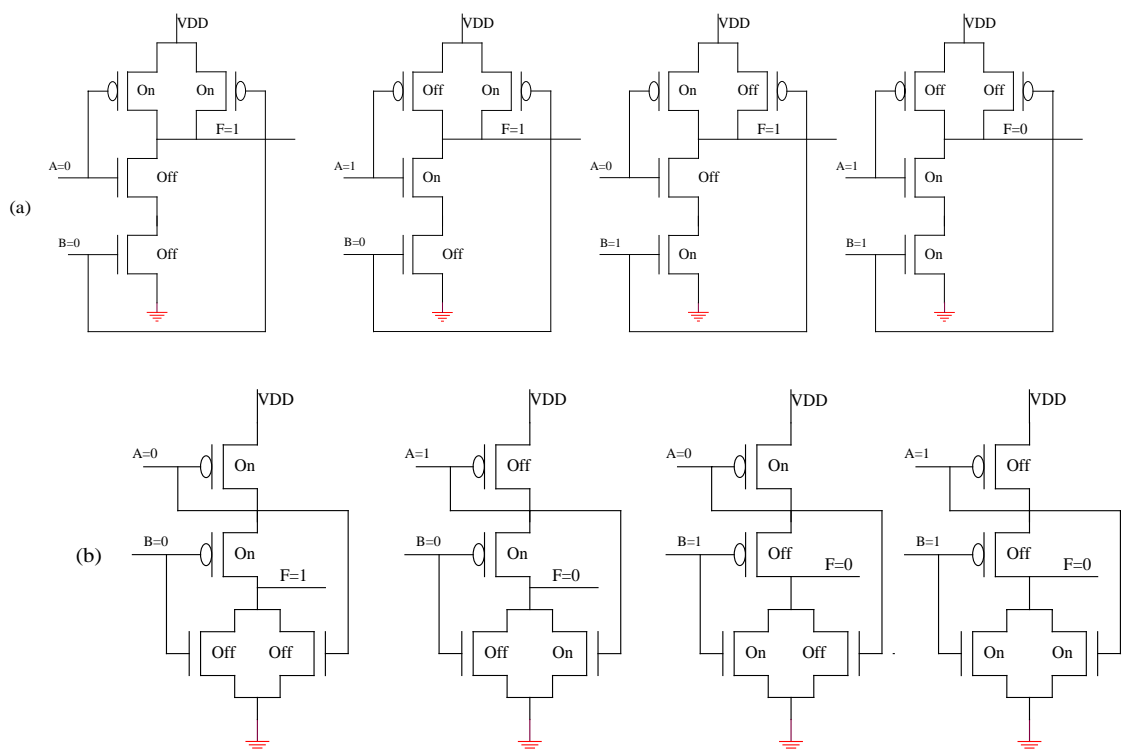 VDD VDD VDD VDD
On On Off On On Off Off Off
F=1 F=1 F=1 F=0
A=0 A=1 A=0 A=1
Off On Off On
(a)
B=0 B=0 B=1 B=1
Off Off On On
VDD VDD VDD VDD
A=0 A=1 A=0 A=1
On Off On Off
(b)
B=0 B=0 B=1 B=1
On On Off Off
F=1 F=0 F=0 F=0
Off Off Off On On Off On On